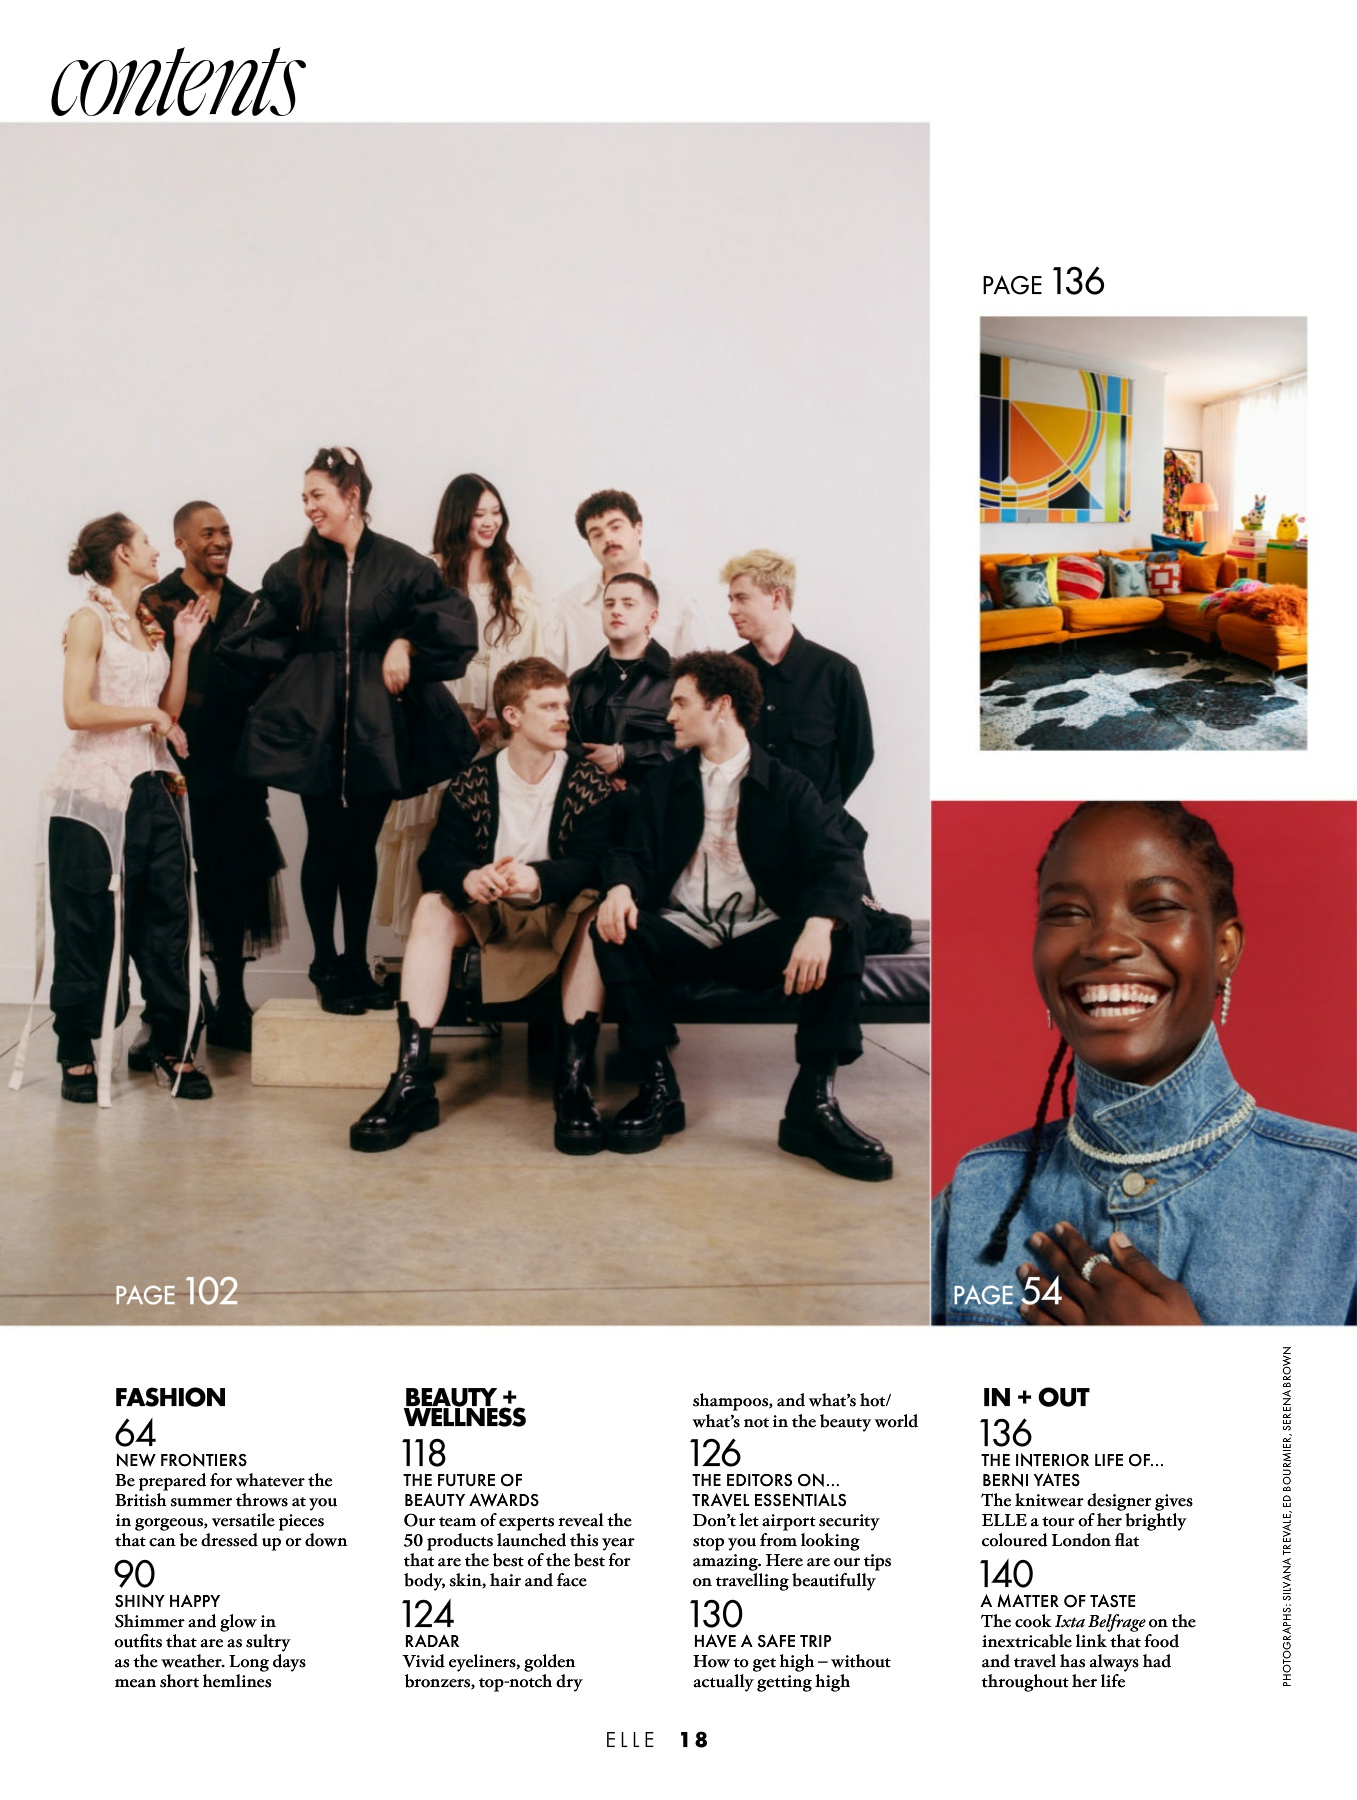 contents
PAGE 136
PAGE 102
PAGE 54
FASHION
64
NEW FRONTIERS
Be prepared for whatever the
British summer throws at you
in gorgeous, versatile pieces
that can be dressed up or down
90
SHINY HAPPY
Shimmer and glow in
outfits that are as sultry
as the weather. Long days
mean short hemlines
BEAUTY +
WELLNESS
118
THE FUTURE OF
BEAUTY AWARDS
Our team of experts reveal the
50 products launched this year
that are the best of the best for
body, skin, hair and face
124
RADAR
Vivid eyeliners, golden
bronzers, top-notch dry
shampoos, and what's hot/
what's not in the beauty world
126
THE EDITORS ON...
TRAVEL ESSENTIALS
Don't let airport security
stop you from looking
amazing. Here are our tips
on travelling beautifully
130
HAVE A SAFE TRIP
How to get high – without
actually getting high
IN + OUT
136
THE INTERIOR LIFE OF...
BERNI YATES
The knitwear designer gives
ELLE a tour of her brightly
coloured London flat
140
A MATTER OF TASTE
The cook Ixta Belfrage on the
inextricable link that food
and travel has always had
throughout her life
PHOTOGRAPHS: SILVANA TREVALE, ED BOURMIER, SERENA BROWN
ELLE 18